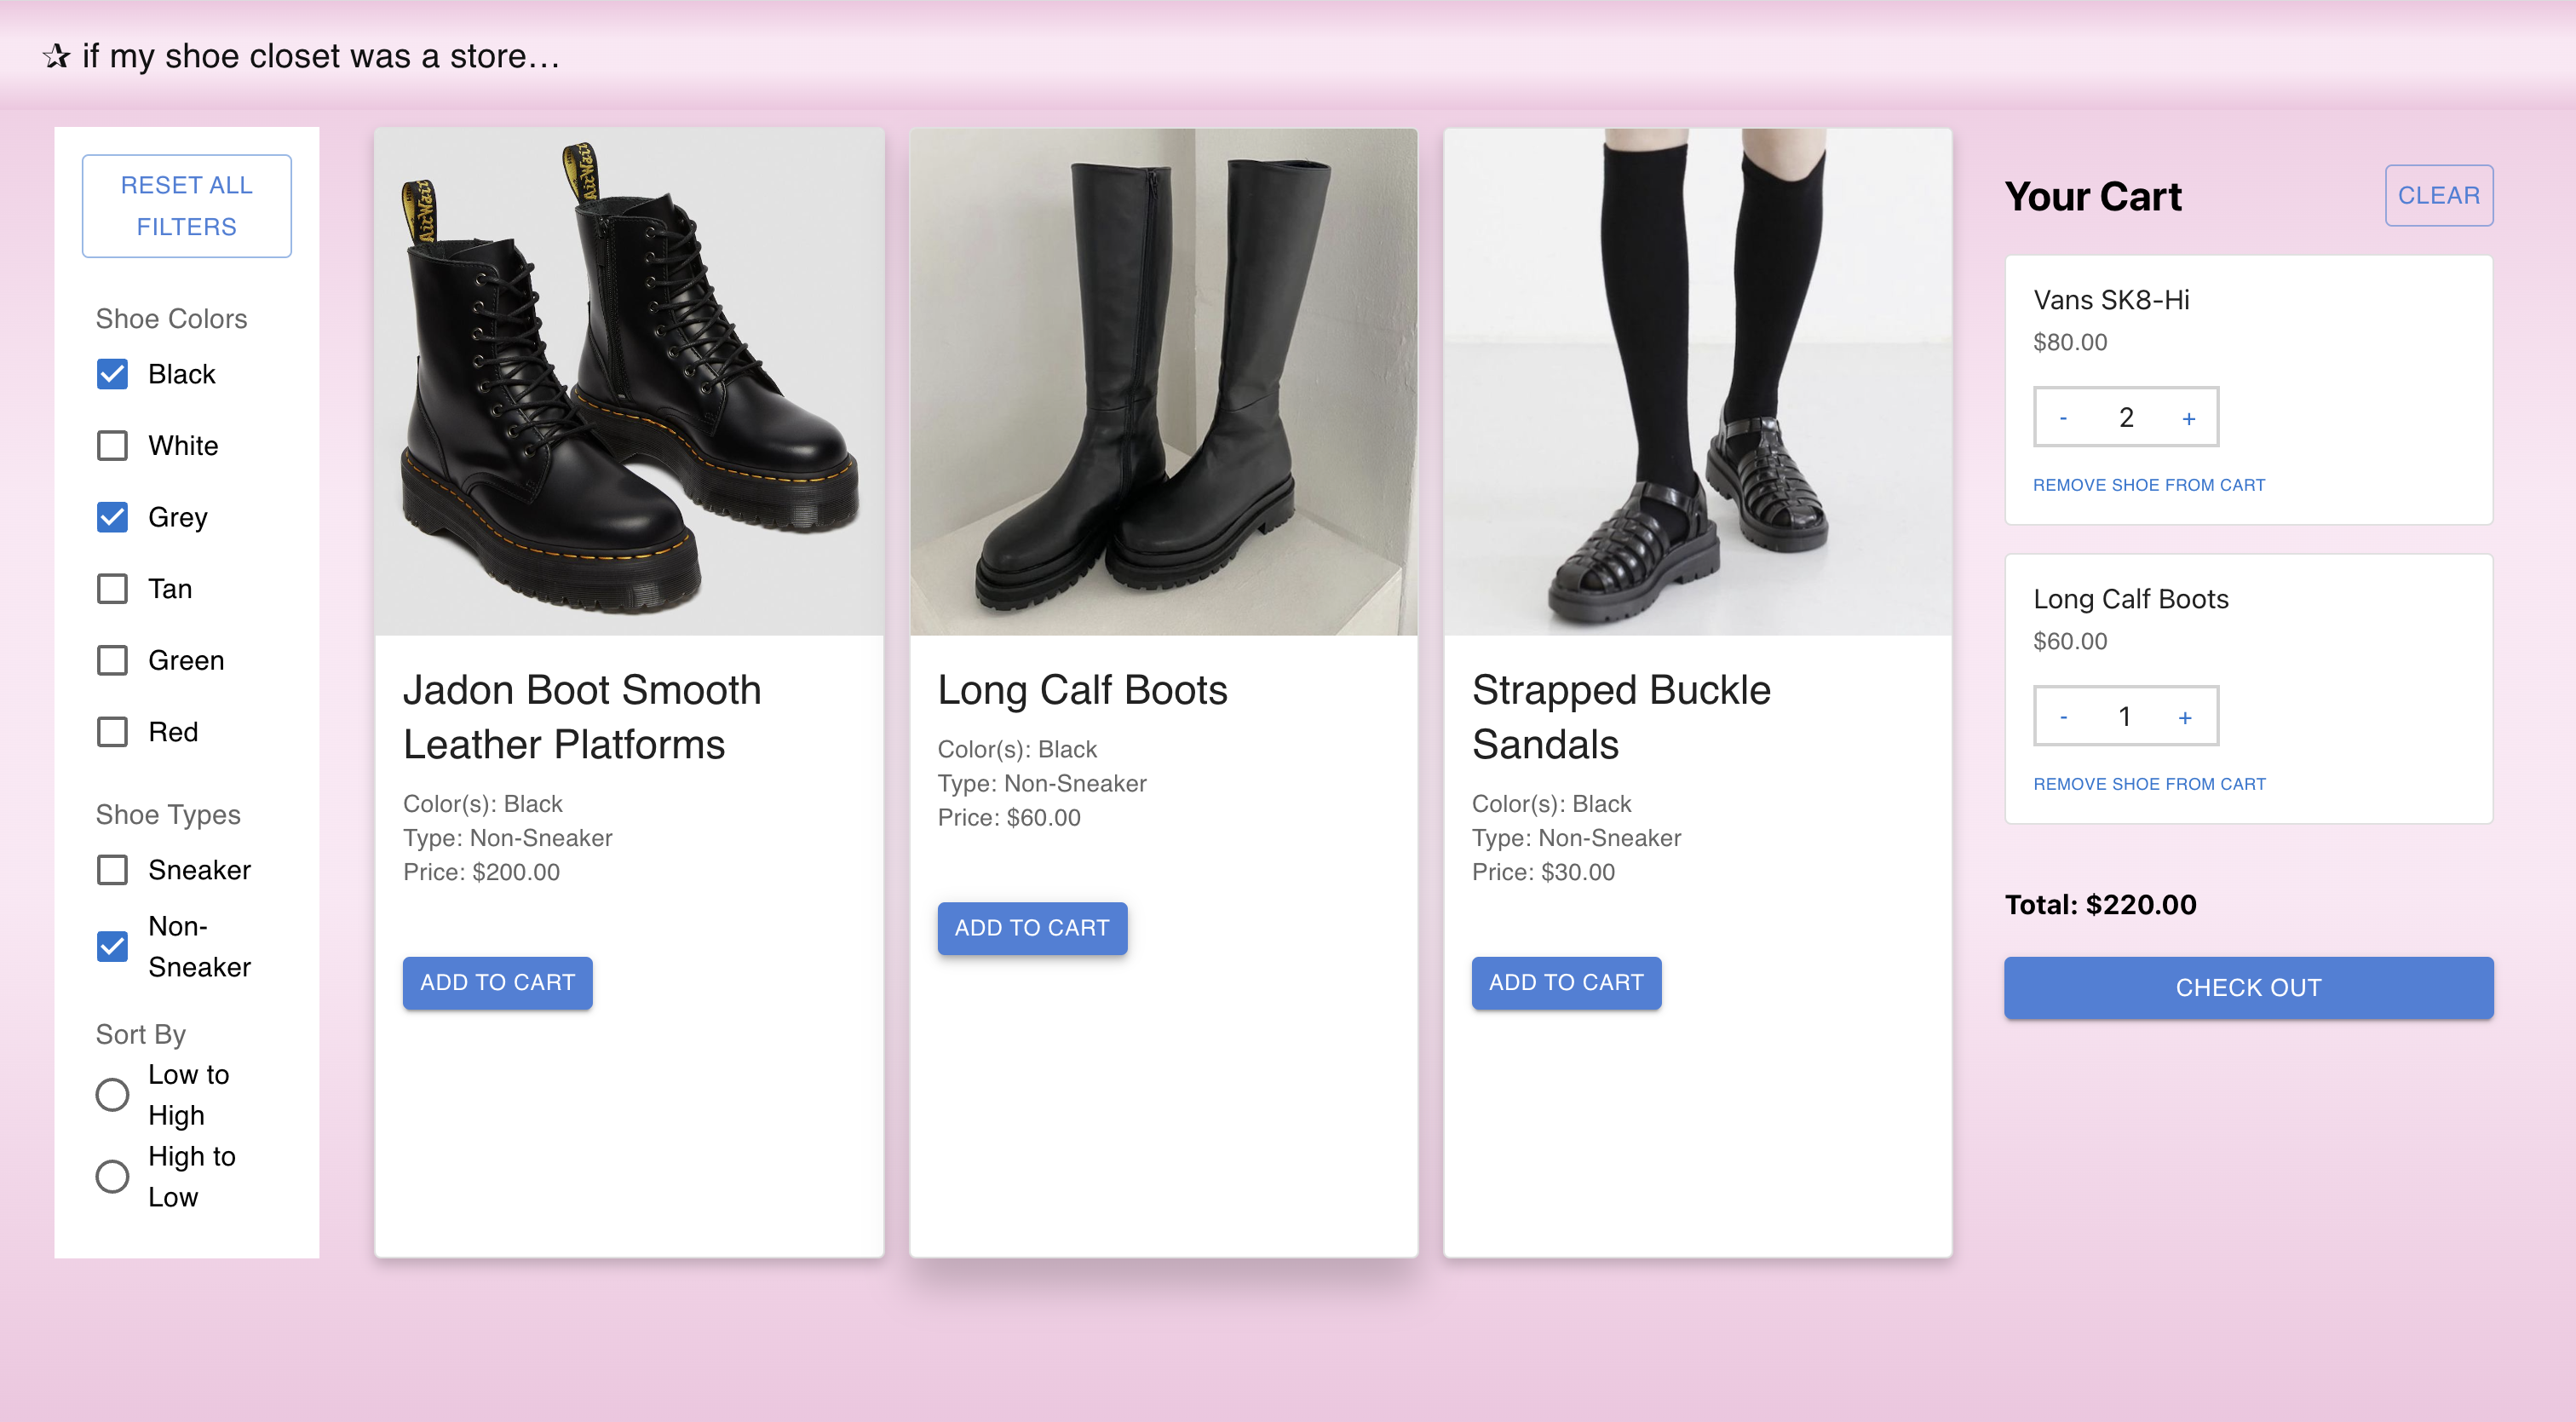 ☆ if my shoe closet was a store...
RESET ALL
FILTERS
Shoe Colors
Black
White
Grey
Tan
Green
Red
Shoe Types
Sneaker
Non-
Sneaker
Sort By
Low to
High
High to
Low
AirWair
AirWair
Jadon Boot Smooth
Leather Platforms
Color(s): Black
Type: Non-Sneaker
Price: $200.00
ADD TO CART
Long Calf Boots
Color(s): Black
Type: Non-Sneaker
Price: $60.00
ADD TO CART
Strapped Buckle
Sandals
Color(s): Black
Type: Non-Sneaker
Price: $30.00
ADD TO CART
Your Cart
CLEAR
Vans SK8-Hi
$80.00
- 2 +
REMOVE SHOE FROM CART
Long Calf Boots
$60.00
- 1 +
REMOVE SHOE FROM CART
Total: $220.00
CHECK OUT